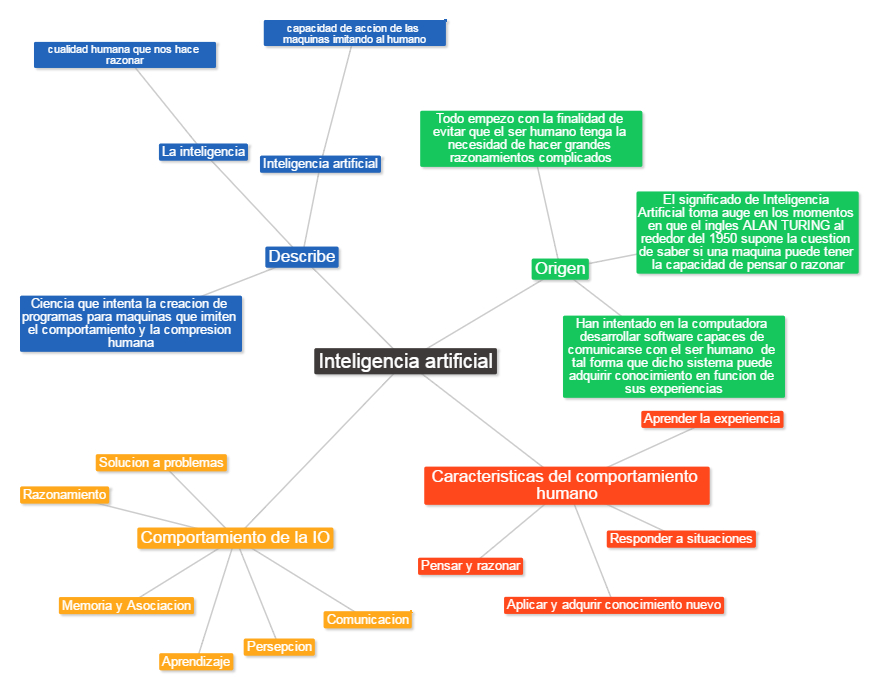 capacidad de accion de las
maquinas imitando al humano
cualidad humana que nos hace
razonar
La inteligencia
Inteligencia artificial
Describe
Ciencia que intenta la creacion de
programas para maquinas que imiten
el comportamiento y la compresion
humana
Todo empezo con la finalidad de
evitar que el ser humano tenga la
necesidad de hacer grandes
razonamientos complicados
El significado de Inteligencia
Artificial toma auge en los momentos
en que el ingles ALAN TURING al
rededor del 1950 supone la cuestion
de saber si una maquina puede tener
la capacidad de pensar o razonar
Origen
Han intentado en la computadora
desarrollar software capaces de
comunicarse con el ser humano de
tal forma que dicho sistema puede
adquirir conocimiento en funcion de
sus experiencias
Inteligencia artificial
Aprender la experiencia
Caracteristicas del comportamiento
humano
Responder a situaciones
Pensar y razonar
Aplicar y adqurir conocimiento nuevo
Solucion a problemas
Razonamiento
Comportamiento de la IO
Memoria y Asociacion
Comunicacion
Persepcion
Aprendizaje